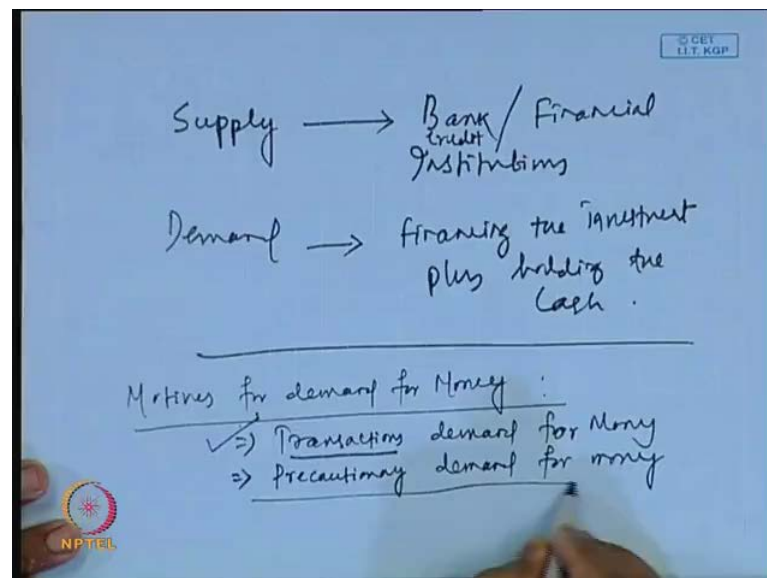 © CET
I.I.T. KGP
Supply → Bank / Financial
Credit
Institutions
Demand → financing the investment
plus holding the
Cash .
Motives for demand for Money :
✓ => Transactions demand for Money
=> Precautionary demand for money
NPTEL